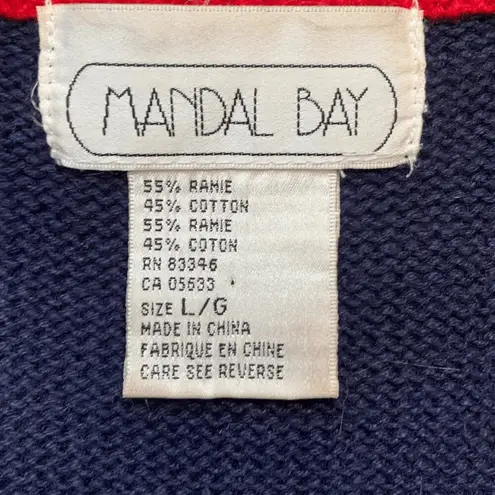 MANDAL BAY
55% RAMIE
45% COTTON
55% RAMIE
45% COTON
RN 83346
CA 05633
SIZE L/G
MADE IN CHINA
FABRIQUE EN CHINE
CARE SEE REVERSE